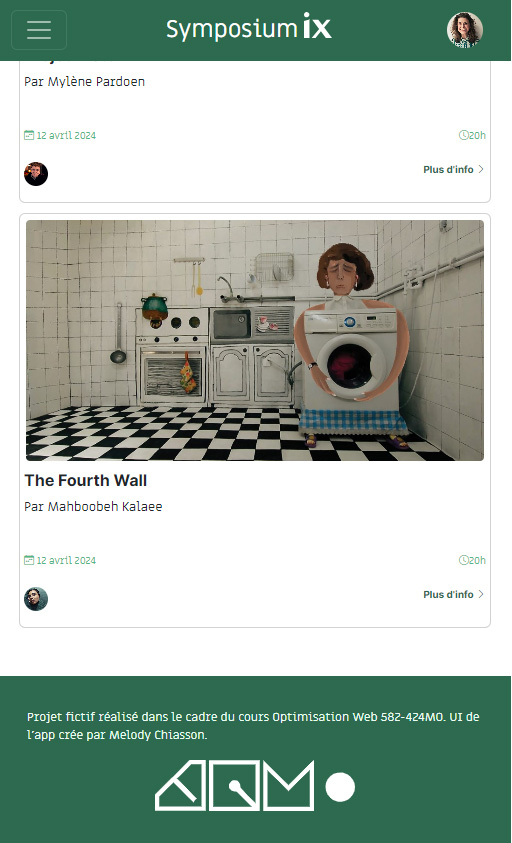 Symposium ix
Par Mylène Pardoen
12 avril 2024
20h
Plus d'info
The Fourth Wall
Par Mahboobeh Kalaee
12 avril 2024
20h
Plus d'info
Projet fictif réalisé dans le cadre du cours Optimisation Web 582-424MO. UI de
l'app crée par Melody Chiasson.